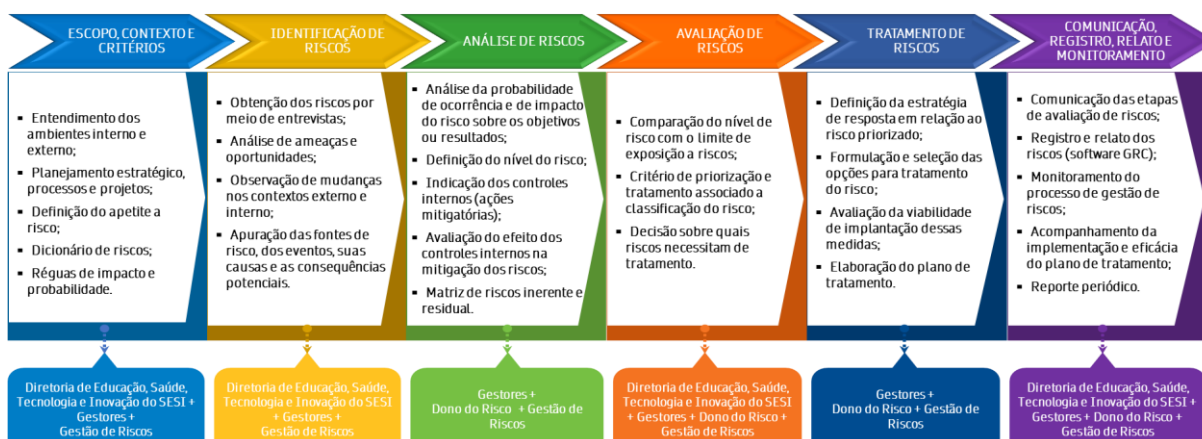 ESCOPO, CONTEXTO E
CRITÉRIOS
IDENTIFICAÇÃO DE
RISCOS
ANÁLISE DE RISCOS
AVALIAÇÃO DE
RISCOS
TRATAMENTO DE
RISCOS
COMUNICAÇÃO,
REGISTRO, RELATO E
MONITORAMENTO
▪ Entendimento dos
ambientes interno e
externo;
▪ Planejamento estratégico,
processos e projetos;
▪ Definição do apetite a
risco;
▪ Dicionário de riscos;
▪ Réguas de impacto e
probabilidade.
▪ Obtenção dos riscos por
meio de entrevistas;
▪ Análise de ameaças e
oportunidades;
▪ Observação de mudanças
nos contextos externo e
interno;
▪ Apuração das fontes de
risco, dos eventos, suas
causas e as consequências
potenciais.
▪ Análise da probabilidade
de ocorrência e de impacto
do risco sobre os objetivos
ou resultados;
▪ Definição do nível do risco;
▪ Indicação dos controles
internos (ações
mitigatórias);
▪ Avaliação do efeito dos
controles internos na
mitigação dos riscos;
▪ Matriz de riscos inerente e
residual.
▪ Comparação do nível de
risco com o limite de
exposição a riscos;
▪ Critério de priorização e
tratamento associado a
classificação do risco;
▪ Decisão sobre quais
riscos necessitam de
tratamento.
▪ Definição da estratégia
de resposta em relação ao
risco priorizado;
▪ Formulação e seleção das
opções para tratamento
do risco;
▪ Avaliação da viabilidade
de implantação dessas
medidas;
▪ Elaboração do plano de
tratamento.
▪ Comunicação das etapas
de avaliação de riscos;
▪ Registro e relato dos
riscos (software GRC);
▪ Monitoramento do
processo de gestão de
riscos;
▪ Acompanhamento da
implementação e eficácia
do plano de tratamento;
▪ Reporte periódico.
Diretoria de Educação, Saúde,
Tecnologia e Inovação do SESI +
Gestores +
Gestão de Riscos
Diretoria de Educação, Saúde,
Tecnologia e Inovação do SESI
+ Gestores +
Gestão de Riscos
Gestores +
Dono do Risco + Gestão de
Riscos
Diretoria de Educação, Saúde,
Tecnologia e Inovação do SESI
+ Gestores + Dono do Risco +
Gestão de Riscos
Gestores +
Dono do Risco + Gestão de
Riscos
Diretoria de Educação, Saúde,
Tecnologia e Inovação do SESI
+ Gestores + Dono do Risco +
Gestão de Riscos